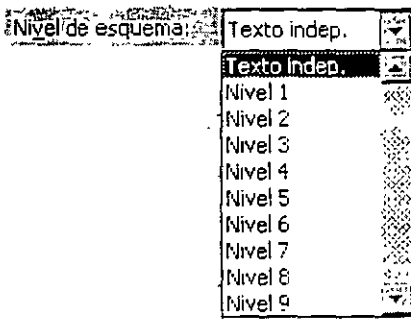 Nivel de esquema: Texto indep.
Texto indep.
Nivel 1
Nivel 2
Nivel 3
Nivel 4
Nivel 5
Nivel 6
Nivel 7
Nivel 8
Nivel 9